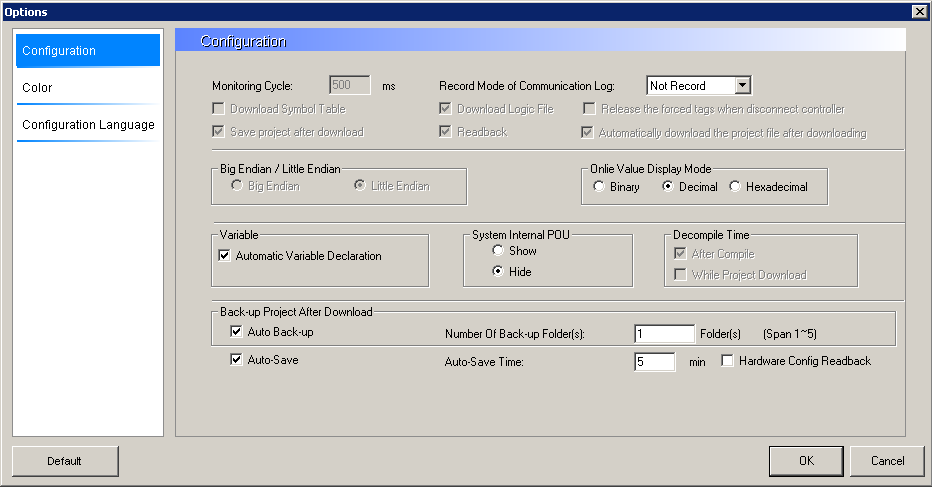 Options
Configuration
Color
Configuration Language
Configuration
Monitoring Cycle: 500 ms Record Mode of Communication Log: Not Record
Download Symbol Table Download Logic File Release the forced tags when disconnect controller
Save project after download Readback Automatically download the project file after downloading
Big Endian / Little Endian Onlie Value Display Mode
Big Endian Little Endian Binary Decimal Hexadecimal
Variable System Internal POU Decompile Time
Automatic Variable Declaration Show After Compile
Hide While Project Download
Back-up Project After Download
Auto Back-up Number Of Back-up Folder(s): 1 Folder(s) (Span 1~5)
Auto-Save Auto-Save Time: 5 min Hardware Config Readback
Default OK Cancel